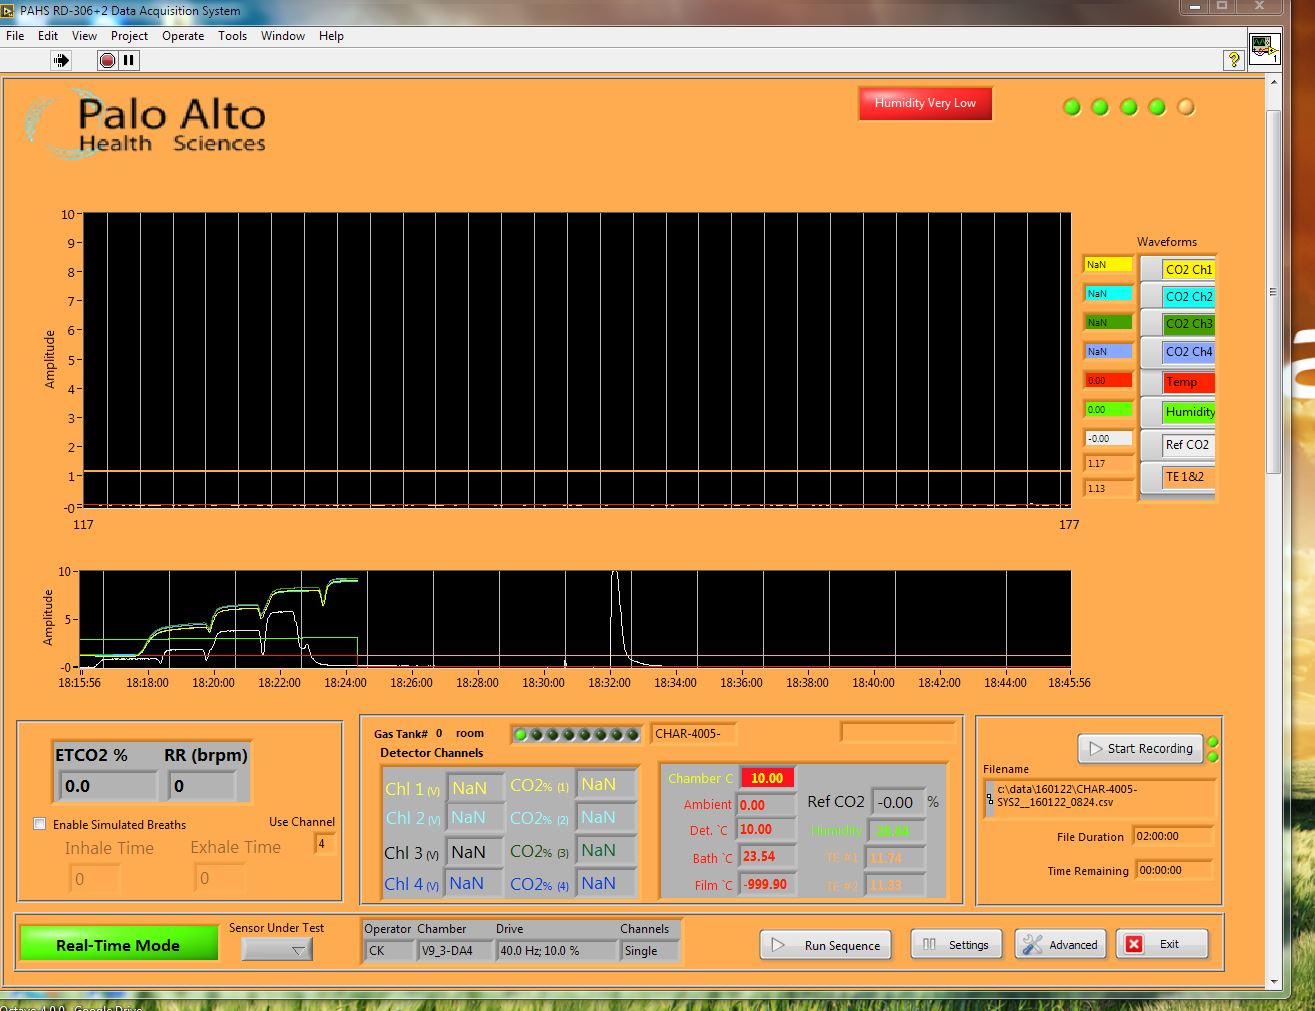 PAHS RD-306+2 Data Acquisition System
File Edit View Project Operate Tools Window Help
?
1
Palo Alto
Health Sciences
Humidity Very Low
10
9
8
7
6
5
4
3
2
1
-0
Amplitude
117
177
Waveforms
NaN CO2 Ch1
NaN CO2 Ch2
NaN CO2 Ch3
NaN CO2 Ch4
0.00 Temp
0.00 Humidity
-0.00 Ref CO2
1.17 TE 1&2
1.13
10
5
-0
Amplitude
18:15:56 18:18:00 18:20:00 18:22:00 18:24:00 18:26:00 18:28:00 18:30:00 18:32:00 18:34:00 18:36:00 18:38:00 18:40:00 18:42:00 18:44:00 18:45:56
ETCO2 % RR (brpm)
0.0 0
Enable Simulated Breaths Use Channel
4
Inhale Time Exhale Time
0 0
Gas Tank# 0 room CHAR-4005-
Detector Channels
Chl 1 (V) NaN CO2% (1) NaN
Chl 2 (V) NaN CO2% (2) NaN
Chl 3 (V) NaN CO2% (3) NaN
Chl 4 (V) NaN CO2% (4) NaN
Chamber C 10.00
Ambient 0.00
Det. `C 10.00
Bath `C 23.54
Film `C -999.90
Ref CO2 -0.00 %
Humidity
TE #1 11.74
TE #2 11.33
Start Recording
Filename
c:\data\160122\CHAR-4005-
SYS2__160122_0824.csv
File Duration 02:00:00
Time Remaining 00:00:00
Real-Time Mode
Sensor Under Test
Operator Chamber Drive Channels
CK V9_3-DA4 40.0 Hz; 10.0 % Single
Run Sequence Settings Advanced Exit
Octave-4.0.0 - Google Drive